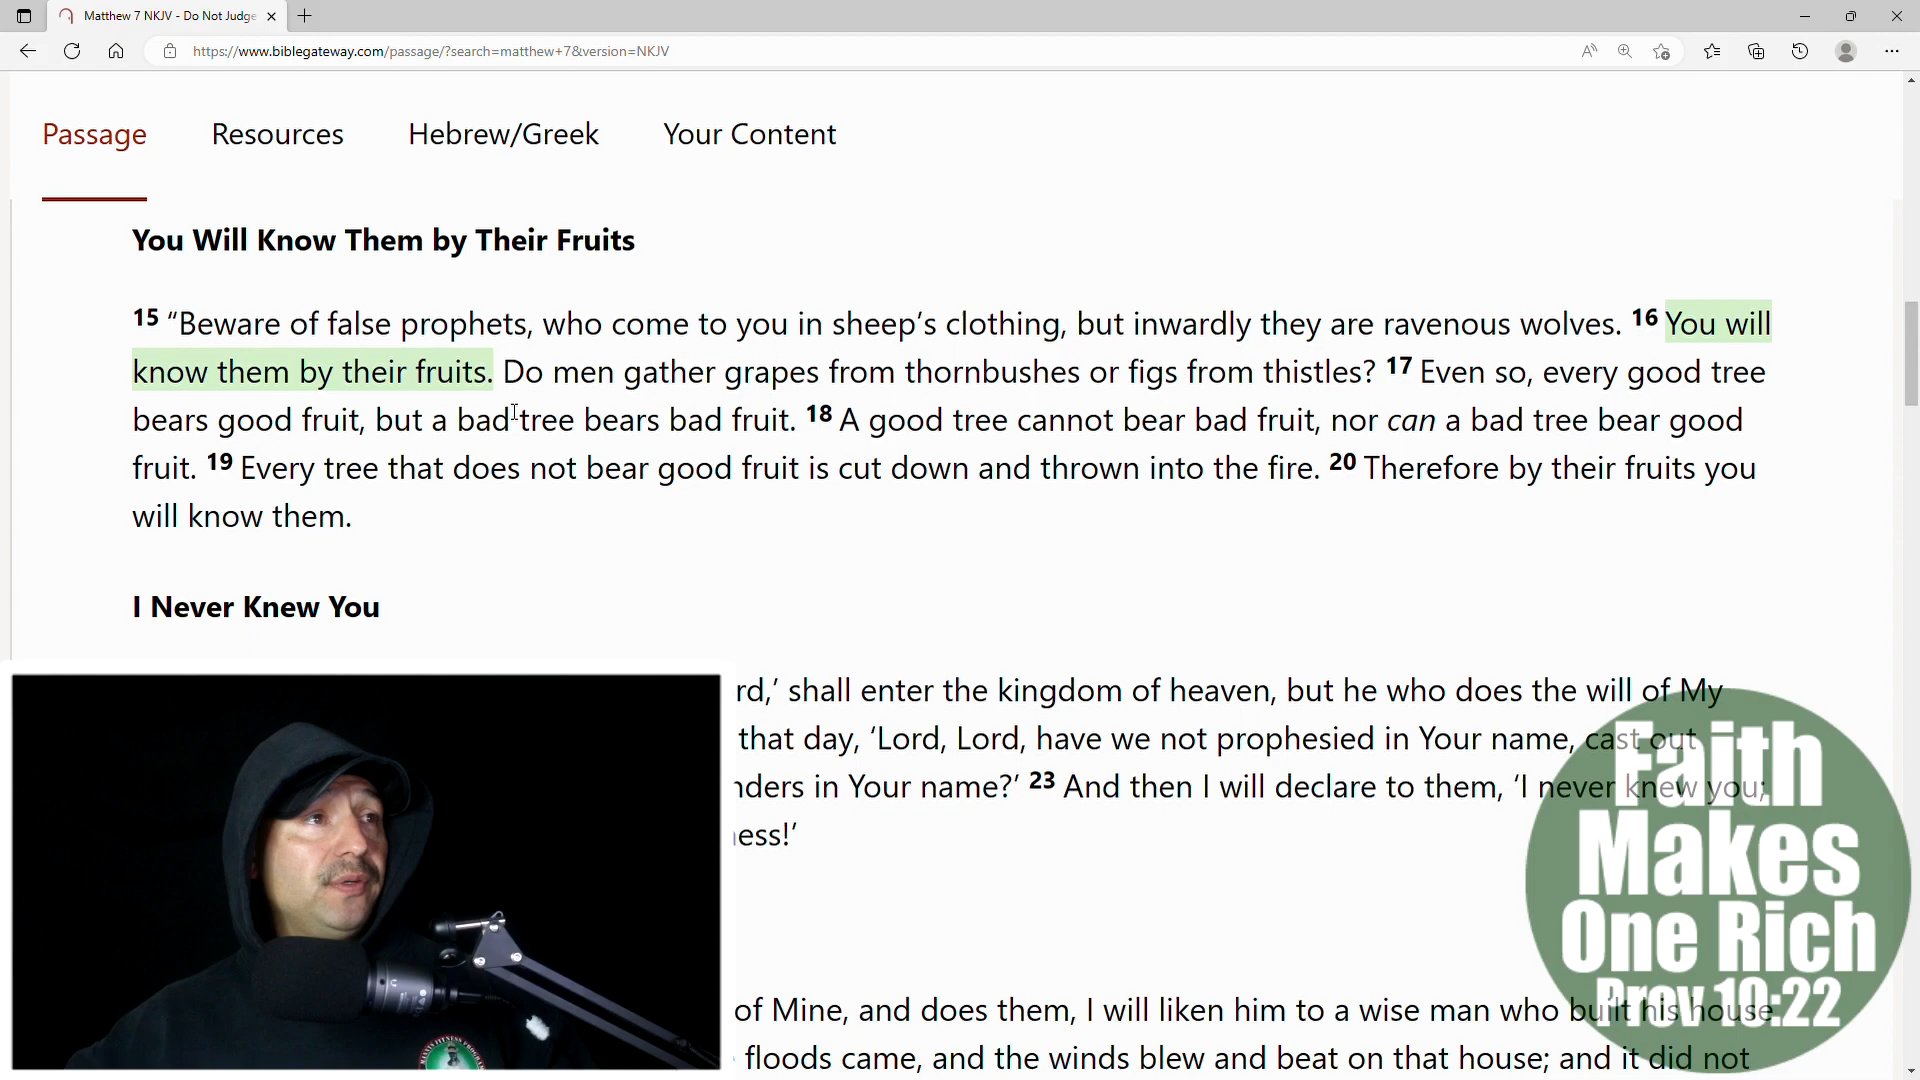 Matthew 7 NKJV - Do Not Judge
https://www.biblegateway.com/passage/?search=matthew+7&version=NKJV
Passage Resources Hebrew/Greek Your Content
You Will Know Them by Their Fruits
15 “Beware of false prophets, who come to you in sheep’s clothing, but inwardly they are ravenous wolves. 16 You will
know them by their fruits. Do men gather grapes from thornbushes or figs from thistles? 17 Even so, every good tree
bears good fruit, but a bad tree bears bad fruit. 18 A good tree cannot bear bad fruit, nor can a bad tree bear good
fruit. 19 Every tree that does not bear good fruit is cut down and thrown into the fire. 20 Therefore by their fruits you
will know them.
I Never Knew You
rd,’ shall enter the kingdom of heaven, but he who does the will of My
that day, ‘Lord, Lord, have we not prophesied in Your name, cast out
nders in Your name?’ 23 And then I will declare to them, ‘I never knew you;
ess!’
of Mine, and does them, I will liken him to a wise man who built his house
floods came, and the winds blew and beat on that house; and it did not
Faith
Makes
One Rich
Prov 10:22